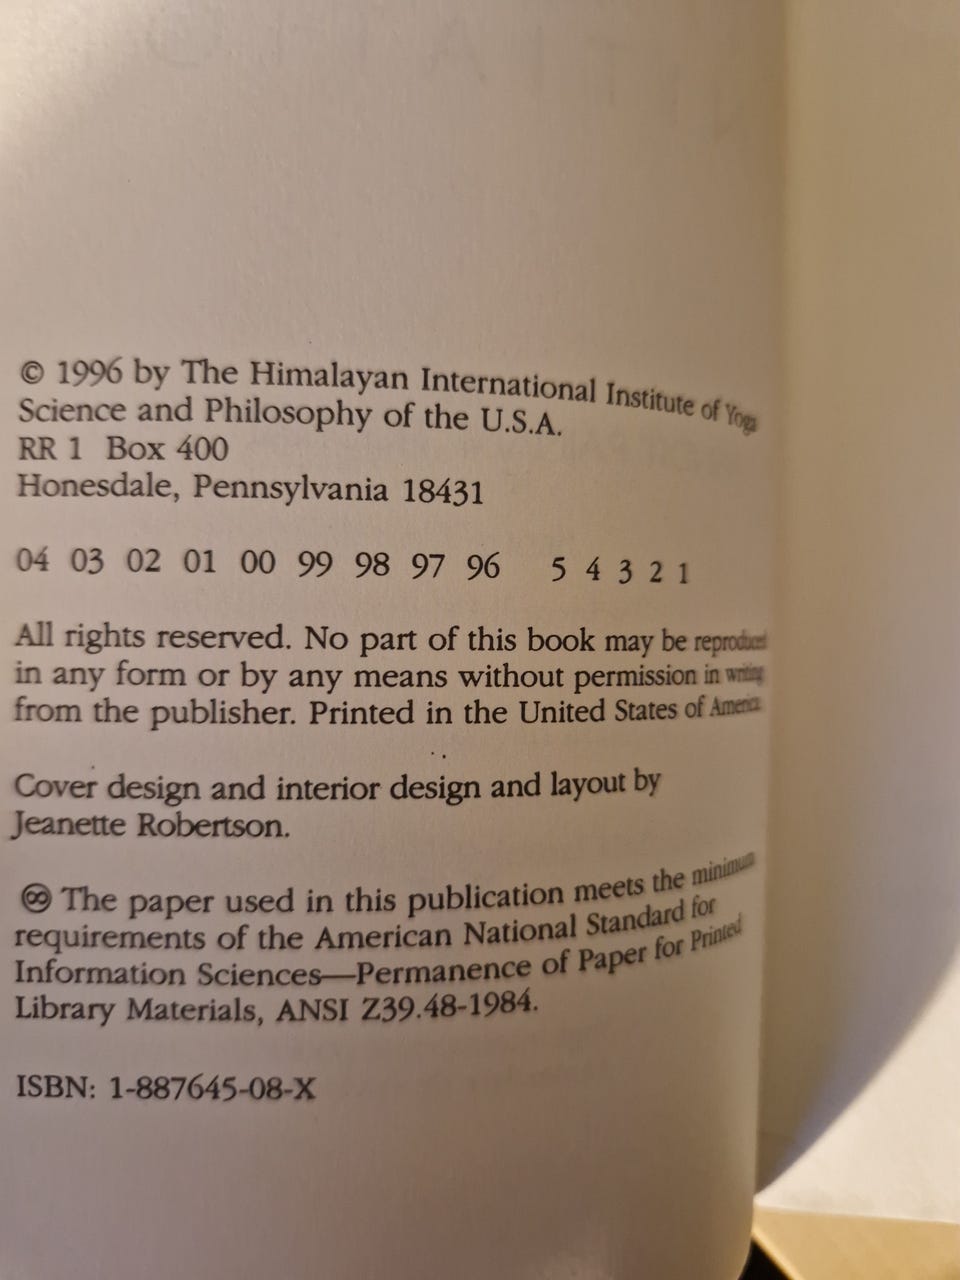 © 1996 by The Himalayan International Institute of Yoga
Science and Philosophy of the U.S.A.
RR 1 Box 400
Honesdale, Pennsylvania 18431
04 03 02 01 00 99 98 97 96 5 4 3 2 1
All rights reserved. No part of this book may be reproduced
in any form or by any means without permission in writing
from the publisher. Printed in the United States of America
Cover design and interior design and layout by
Jeanette Robertson.
♾ The paper used in this publication meets the minimum
requirements of the American National Standard for
Information Sciences—Permanence of Paper for Printed
Library Materials, ANSI Z39.48-1984.
ISBN: 1-887645-08-X